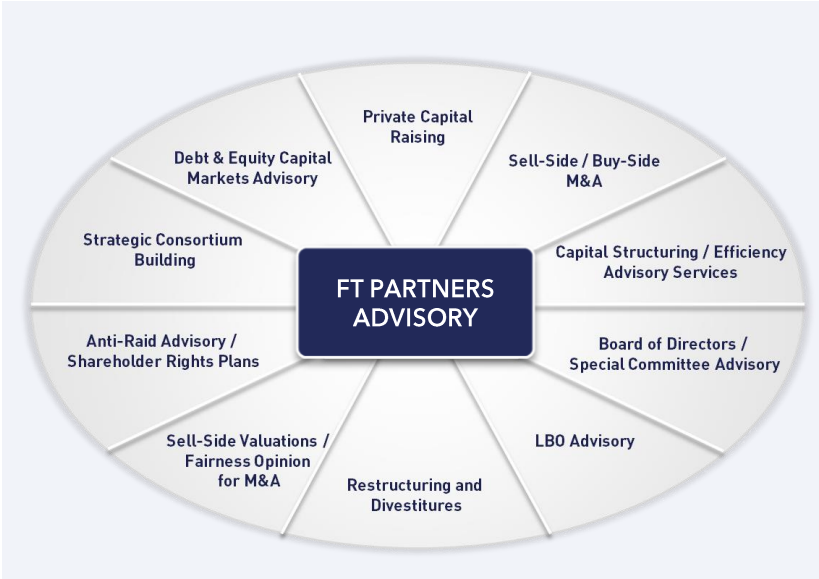 Private Capital
Raising
Sell-Side / Buy-Side
M&A
Capital Structuring / Efficiency
Advisory Services
Board of Directors /
Special Committee Advisory
LBO Advisory
Restructuring and
Divestitures
Sell-Side Valuations /
Fairness Opinion
for M&A
Anti-Raid Advisory /
Shareholder Rights Plans
Strategic Consortium
Building
Debt & Equity Capital
Markets Advisory
FT PARTNERS
ADVISORY